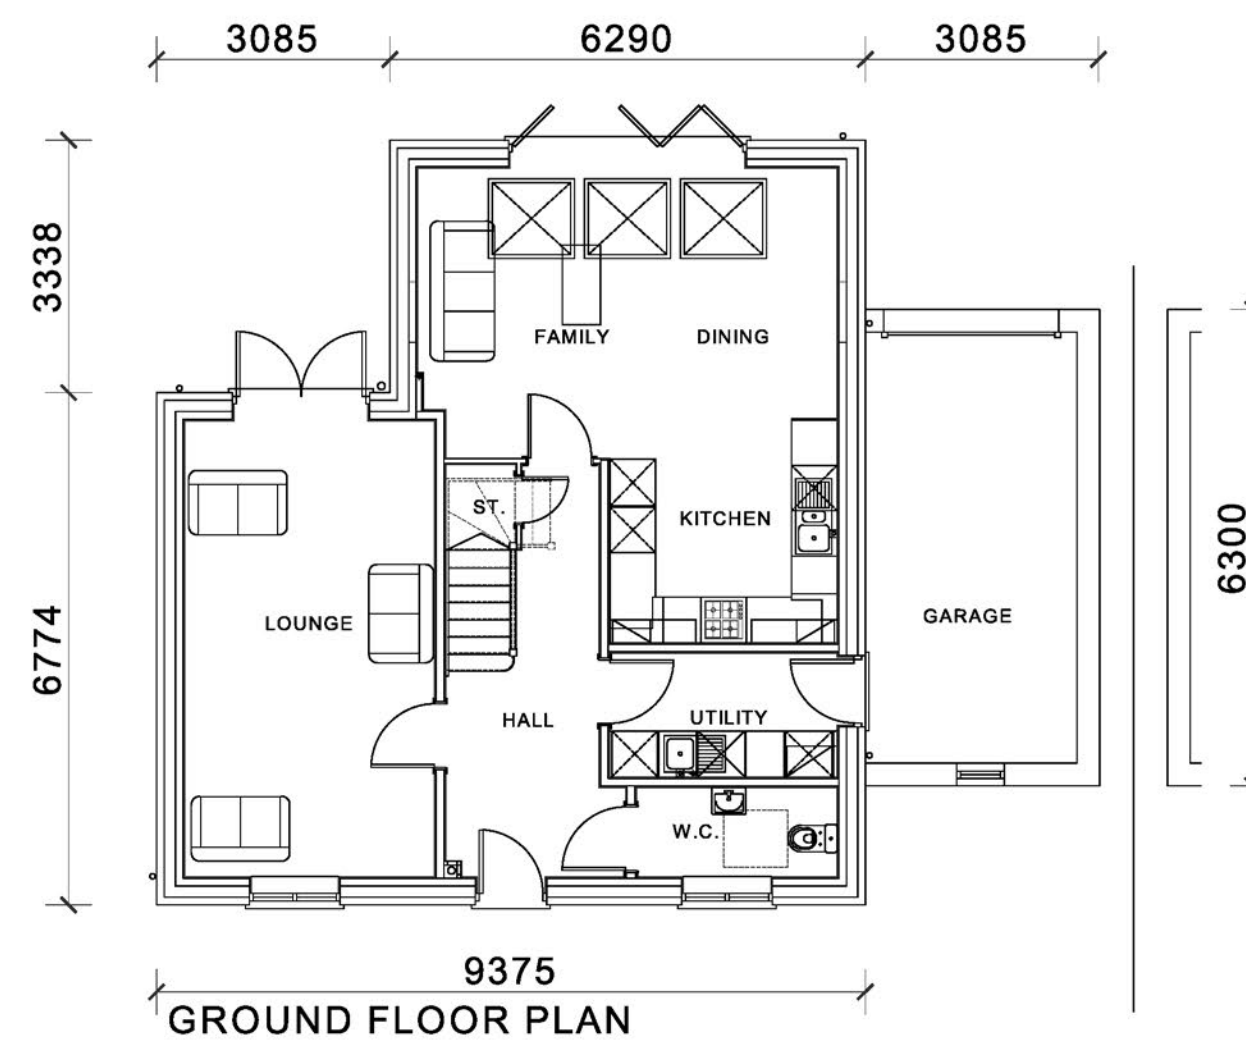 3085
6290
3085
3338
FAMILY
DINING
ST.
KITCHEN
6300
GARAGE
LOUNGE
6774
HALL
UTILITY
W.C.
9375
GROUND FLOOR PLAN